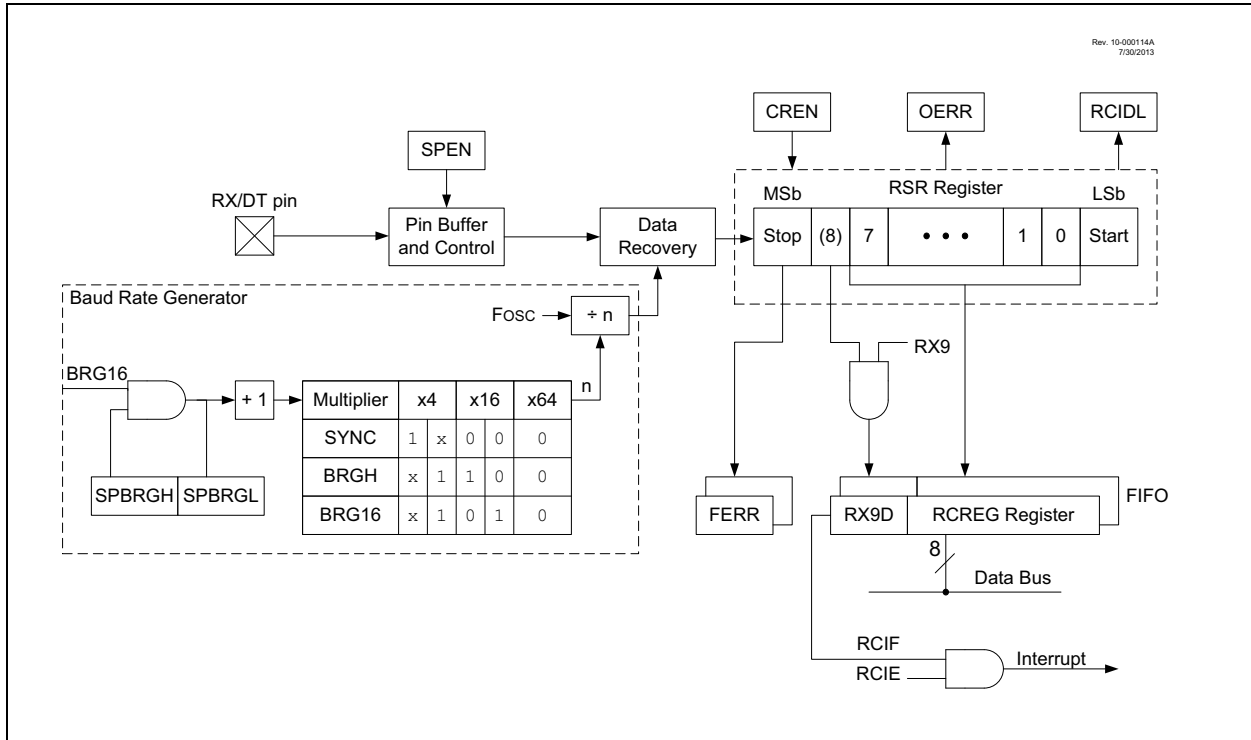 Rev. 10-000114A
7/30/2013
CREN OERR RCIDL
SPEN
RSR Register
MSb LSb
RX/DT pin
Pin Buffer
and Control
Data
Recovery
Stop (8) 7 • • • 1 0 Start
Baud Rate Generator
FOSC ÷ n
RX9
BRG16
n
+ 1
Multiplier x4 x16 x64
SYNC 1 x 0 0 0
BRGH x 1 1 0 0
BRG16 x 1 0 1 0
SPBRGH SPBRGL
FIFO
FERR RX9D RCREG Register
8
Data Bus
RCIF
RCIE
Interrupt